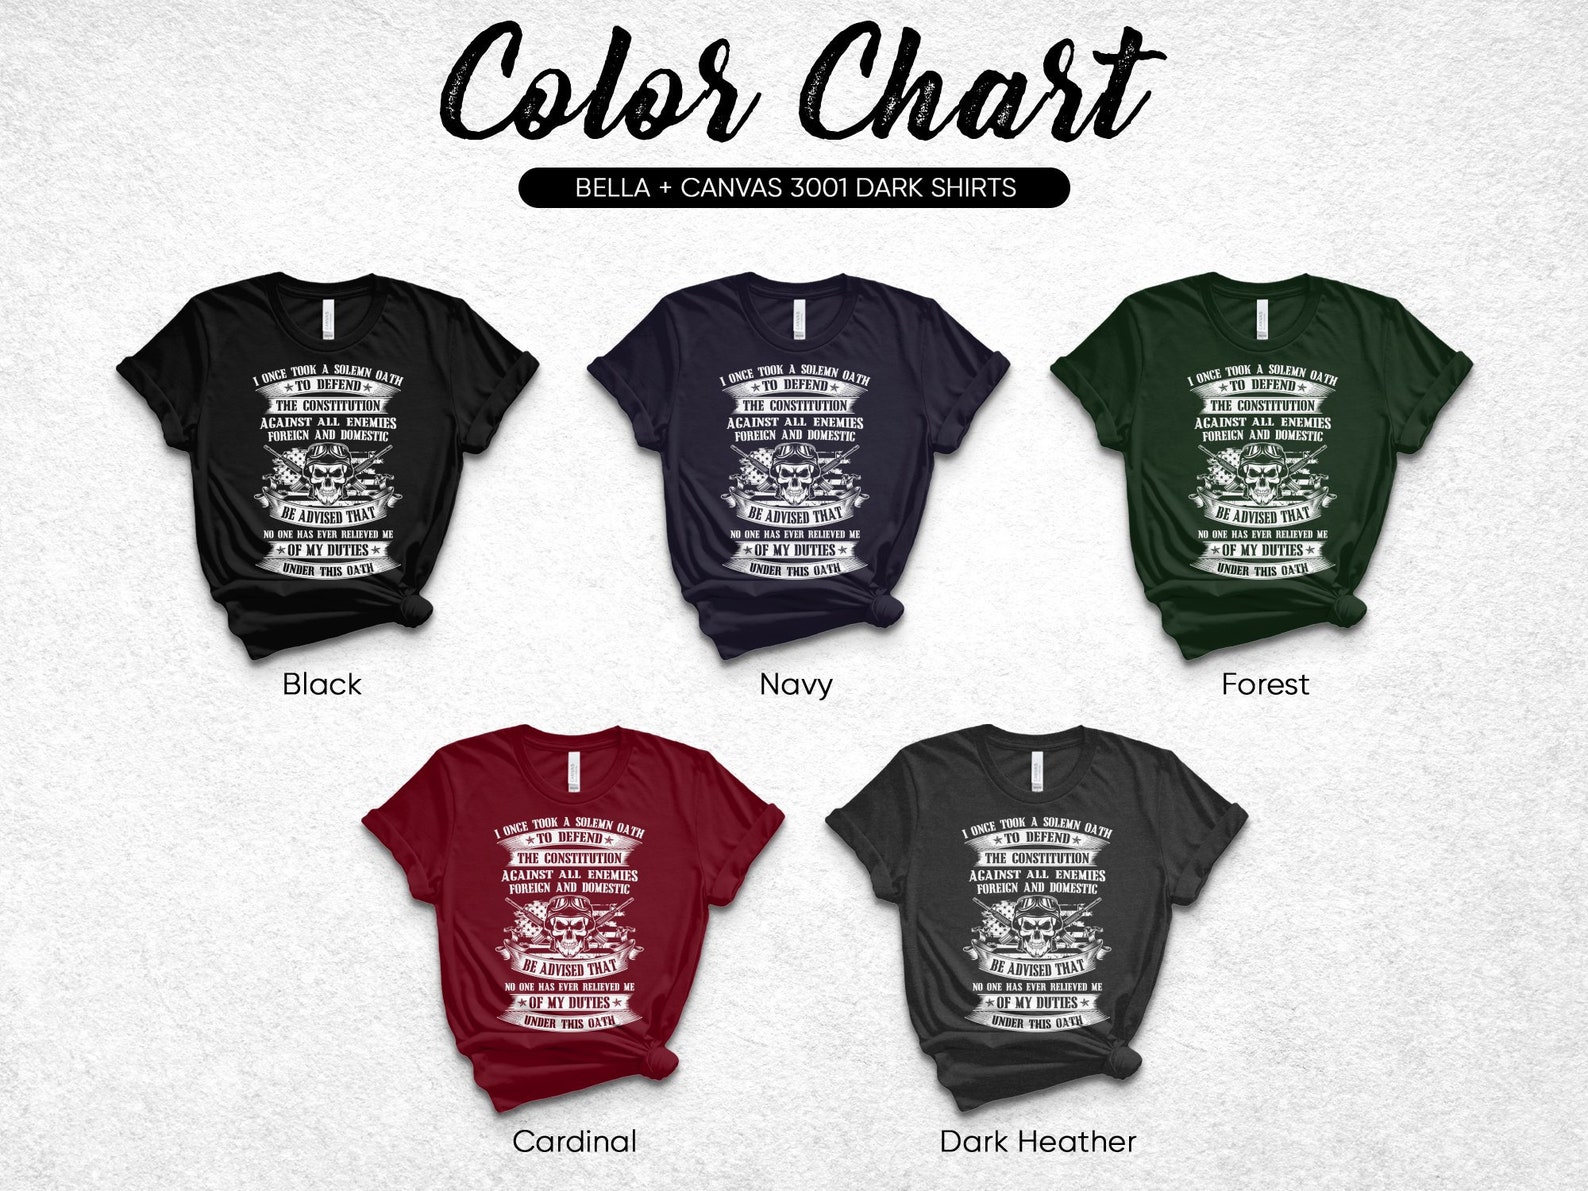 Color Chart
BELLA + CANVAS 3001 DARK SHIRTS
I ONCE TOOK A SOLEMN OATH
TO DEFEND
THE CONSTITUTION
AGAINST ALL ENEMIES
FOREIGN AND DOMESTIC
BE ADVISED THAT
NO ONE HAS EVER RELIEVED ME
OF MY DUTIES
UNDER THIS OATH
Black
I ONCE TOOK A SOLEMN OATH
TO DEFEND
THE CONSTITUTION
AGAINST ALL ENEMIES
FOREIGN AND DOMESTIC
BE ADVISED THAT
NO ONE HAS EVER RELIEVED ME
OF MY DUTIES
UNDER THIS OATH
Navy
I ONCE TOOK A SOLEMN OATH
TO DEFEND
THE CONSTITUTION
AGAINST ALL ENEMIES
FOREIGN AND DOMESTIC
BE ADVISED THAT
NO ONE HAS EVER RELIEVED ME
OF MY DUTIES
UNDER THIS OATH
Forest
I ONCE TOOK A SOLEMN OATH
TO DEFEND
THE CONSTITUTION
AGAINST ALL ENEMIES
FOREIGN AND DOMESTIC
BE ADVISED THAT
NO ONE HAS EVER RELIEVED ME
OF MY DUTIES
UNDER THIS OATH
Cardinal
I ONCE TOOK A SOLEMN OATH
TO DEFEND
THE CONSTITUTION
AGAINST ALL ENEMIES
FOREIGN AND DOMESTIC
BE ADVISED THAT
NO ONE HAS EVER RELIEVED ME
OF MY DUTIES
UNDER THIS OATH
Dark Heather